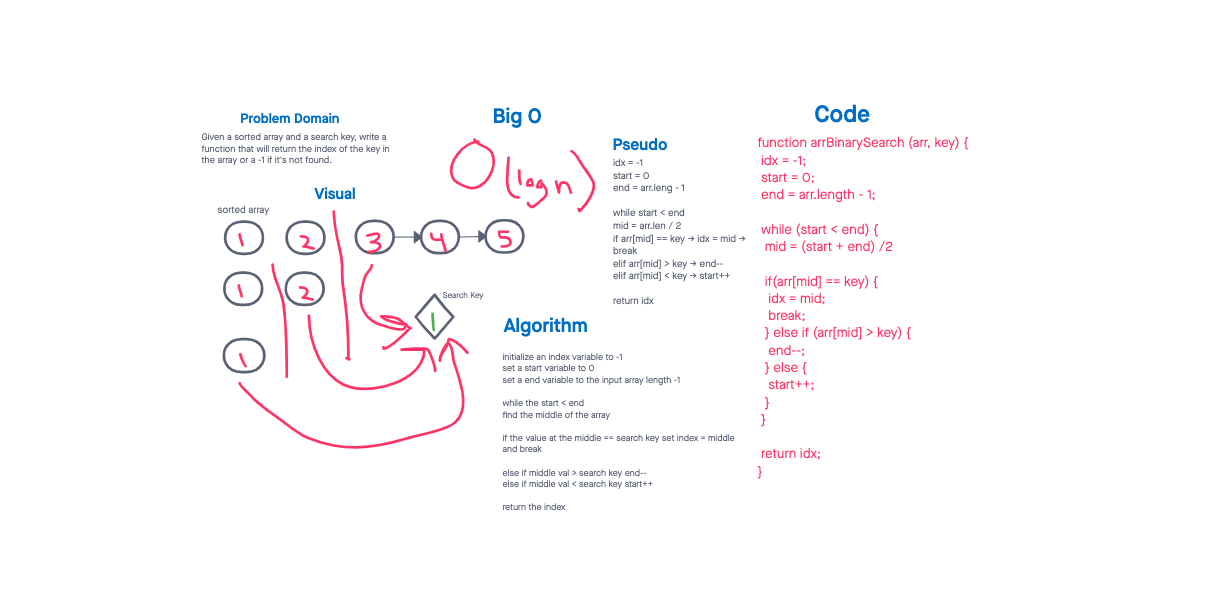 Problem Domain
Given a sorted array and a search key, write a
function that will return the index of the key in
the array or a -1 if it's not found.
Visual
sorted array
1 2 3 4 5
1 2
1
Search Key
1
Big O
O (log n)
Pseudo
idx = -1
start = 0
end = arr.leng - 1
while start < end
mid = arr.len / 2
if arr[mid] == key → idx = mid →
break
elif arr[mid] > key → end--
elif arr[mid] < key → start++
return idx
Algorithm
initialize an index variable to -1
set a start variable to 0
set a end variable to the input array length -1
while the start < end
find the middle of the array
if the value at the middle == search key set index = middle
and break
else if middle val > search key end--
else if middle val < search key start++
return the index
Code
function arrBinarySearch (arr, key) {
idx = -1;
start = 0;
end = arr.length - 1;
while (start < end) {
mid = (start + end) /2
if(arr[mid] == key) {
idx = mid;
break;
} else if (arr[mid] > key) {
end--;
} else {
start++;
}
}
return idx;
}